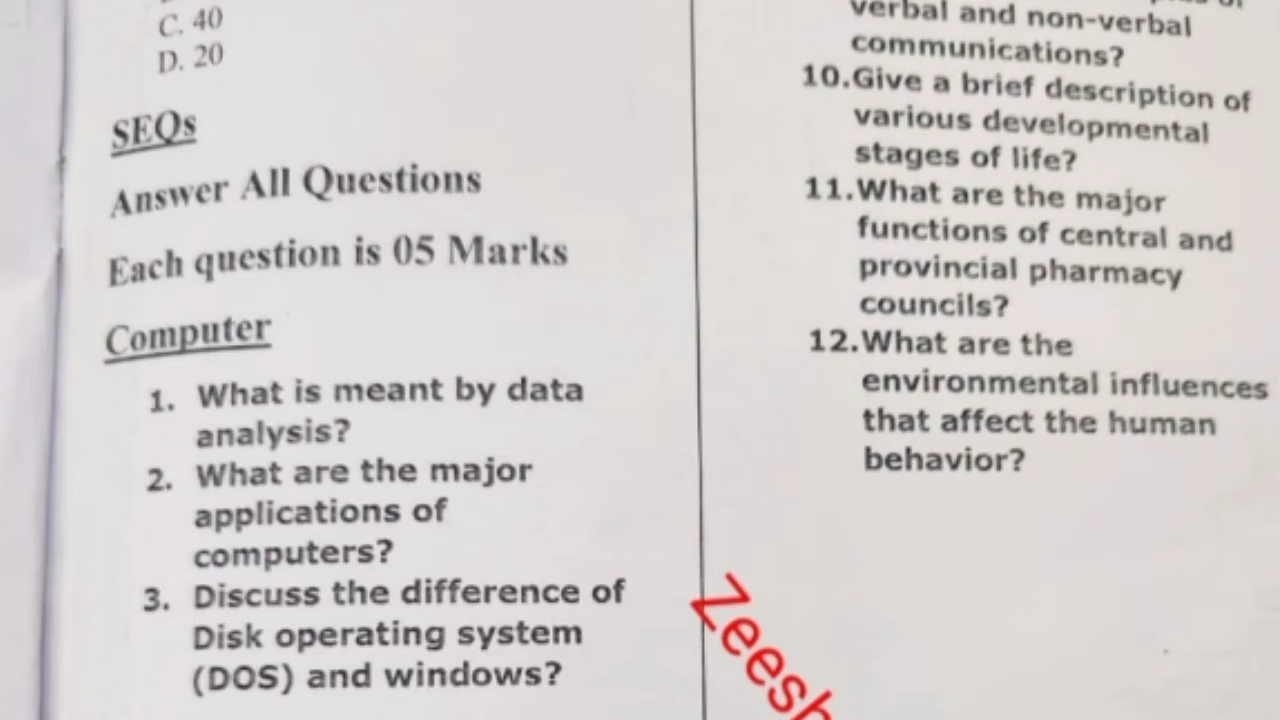 C. 40
D. 20
SEQs
Answer All Questions
Each question is 05 Marks
Computer
1. What is meant by data
analysis?
2. What are the major
applications of
computers?
3. Discuss the difference of
Disk operating system
(DOS) and windows?
verbal and non-verbal
communications?
10.Give a brief description of
various developmental
stages of life?
11.What are the major
functions of central and
provincial pharmacy
councils?
12.What are the
environmental influences
that affect the human
behavior?
Zeesh